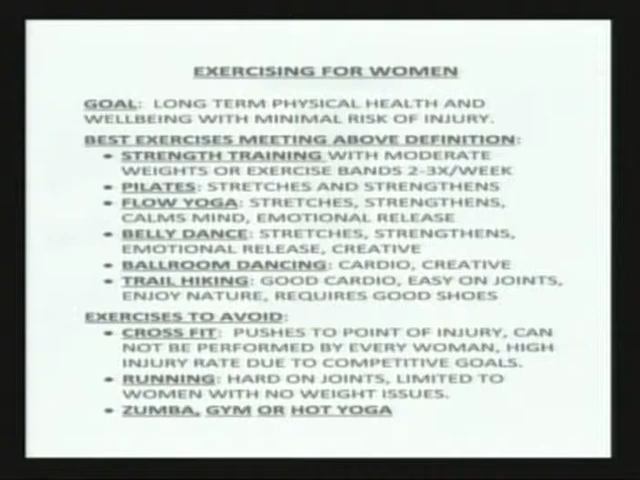 EXERCISING FOR WOMEN
GOAL: LONG TERM PHYSICAL HEALTH AND
WELLBEING WITH MINIMAL RISK OF INJURY.
BEST EXERCISES MEETING ABOVE DEFINITION:
• STRENGTH TRAINING WITH MODERATE
WEIGHTS OR EXERCISE BANDS 2-3X/WEEK
• PILATES: STRETCHES AND STRENGTHENS
• FLOW YOGA: STRETCHES, STRENGTHENS,
CALMS MIND, EMOTIONAL RELEASE
• BELLY DANCE: STRETCHES, STRENGTHENS,
EMOTIONAL RELEASE, CREATIVE
• BALLROOM DANCING: CARDIO, CREATIVE
• TRAIL HIKING: GOOD CARDIO, EASY ON JOINTS,
ENJOY NATURE, REQUIRES GOOD SHOES
EXERCISES TO AVOID:
• CROSS FIT: PUSHES TO POINT OF INJURY, CAN
NOT BE PERFORMED BY EVERY WOMAN, HIGH
INJURY RATE DUE TO COMPETITIVE GOALS.
• RUNNING: HARD ON JOINTS, LIMITED TO
WOMEN WITH NO WEIGHT ISSUES.
• ZUMBA, GYM OR HOT YOGA